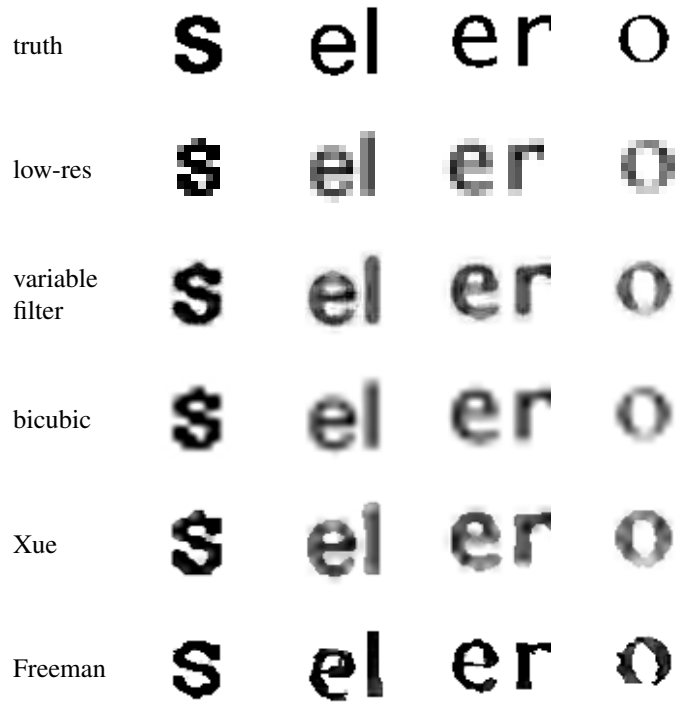 truth s el er o
low-res s el er o
variable
filter s el er o
bicubic s el er o
Xue s el er o
Freeman s el er o